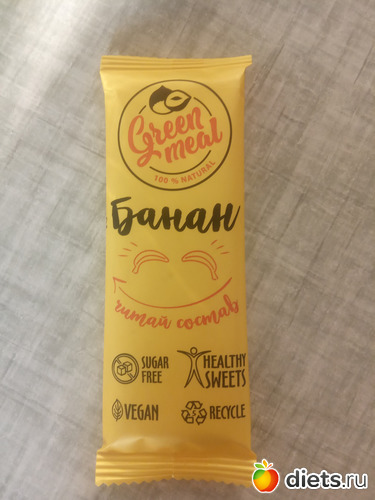 Green
meal
100 % NATURAL
Банан
читай состав
SUGAR
FREE
HEALTHY
SWEETS
VEGAN
RECYCLE
diets.ru